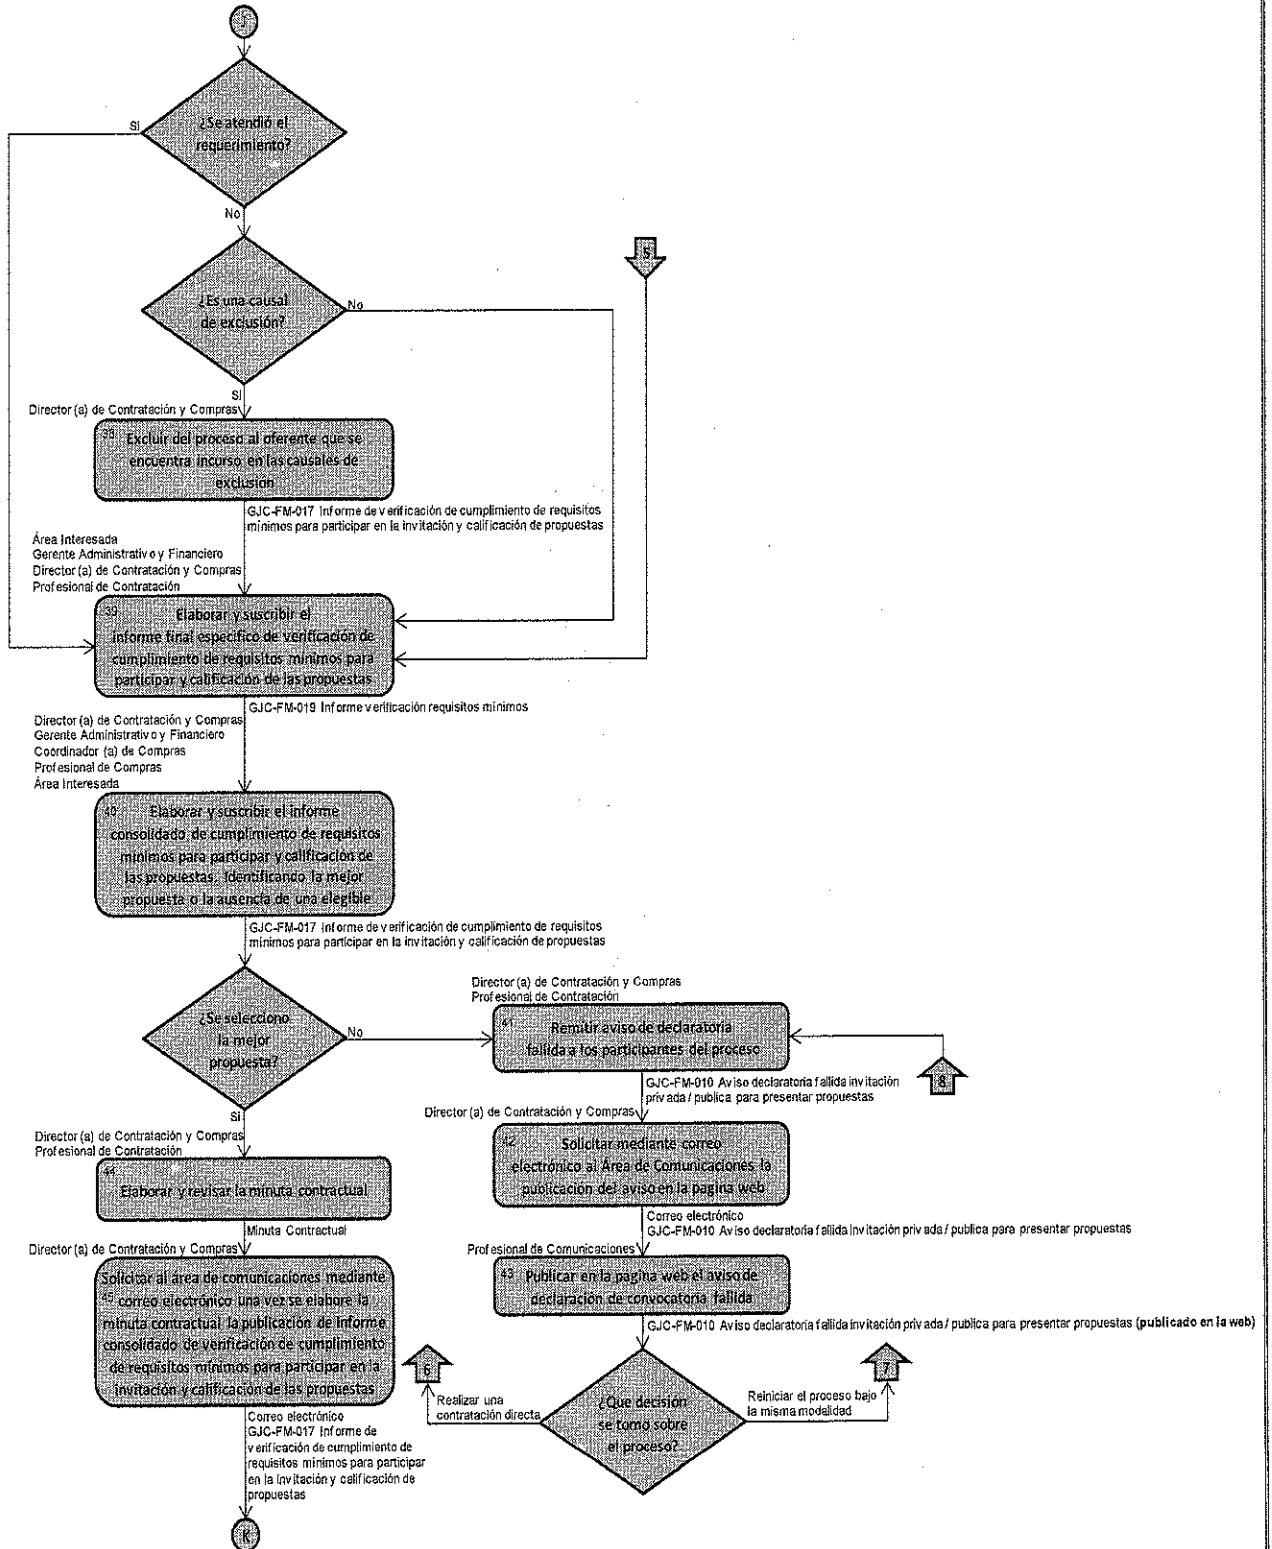 J
¿Se atendió el
requerimiento?
Si
No
5
¿Es una causal
de exclusión?
No
Si
Director (a) de Contratación y Compras
38 Excluir del proceso al oferente que se
encuentra incurso en las causales de
exclusión
GJC-FM-017 Informe de verificación de cumplimiento de requisitos
mínimos para participar en la invitación y calificación de propuestas
Área Interesada
Gerente Administrativo y Financiero
Director (a) de Contratación y Compras
Profesional de Contratación
39 Elaborar y suscribir el
informe final específico de verificación de
cumplimiento de requisitos mínimos para
participar y calificación de las propuestas
GJC-FM-019 Informe verificación requisitos mínimos
Director (a) de Contratación y Compras
Gerente Administrativo y Financiero
Coordinador (a) de Compras
Profesional de Compras
Área Interesada
40 Elaborar y suscribir el informe
consolidado de cumplimiento de requisitos
mínimos para participar y calificación de
las propuestas. Identificando la mejor
propuesta o la ausencia de una elegible
GJC-FM-017 Informe de verificación de cumplimiento de requisitos
mínimos para participar en la invitación y calificación de propuestas
¿Se selecciono
la mejor
propuesta?
No
Si
Director (a) de Contratación y Compras
Profesional de Contratación
41 Remitir aviso de declaratoria
fallida a los participantes del proceso
8
GJC-FM-010 Aviso declaratoria fallida invitación
privada / publica para presentar propuestas
Director (a) de Contratación y Compras
42 Solicitar mediante correo
electrónico al Área de Comunicaciones la
publicación del aviso en la pagina web
Correo electrónico
GJC-FM-010 Aviso declaratoria fallida invitación privada / publica para presentar propuestas
Profesional de Comunicaciones
43 Publicar en la pagina web el aviso de
declaración de convocatoria fallida
GJC-FM-010 Aviso declaratoria fallida invitación privada / publica para presentar propuestas (publicado en la web)
¿Que decisión
se tomó sobre
el proceso?
6
Realizar una
contratación directa
7
Reiniciar el proceso bajo
la misma modalidad
Director (a) de Contratación y Compras
Profesional de Contratación
44
Elaborar y revisar la minuta contractual
Minuta Contractual
Director (a) de Contratación y Compras
Solicitar al área de comunicaciones mediante
45 correo electrónico una vez se elabore la
minuta contractual la publicación de informe
consolidado de verificación de cumplimiento
de requisitos mínimos para participar en la
invitación y calificación de las propuestas
Correo electrónico
GJC-FM-017 Informe de
verificación de cumplimiento de
requisitos mínimos para participar
en la invitación y calificación de
propuestas
K